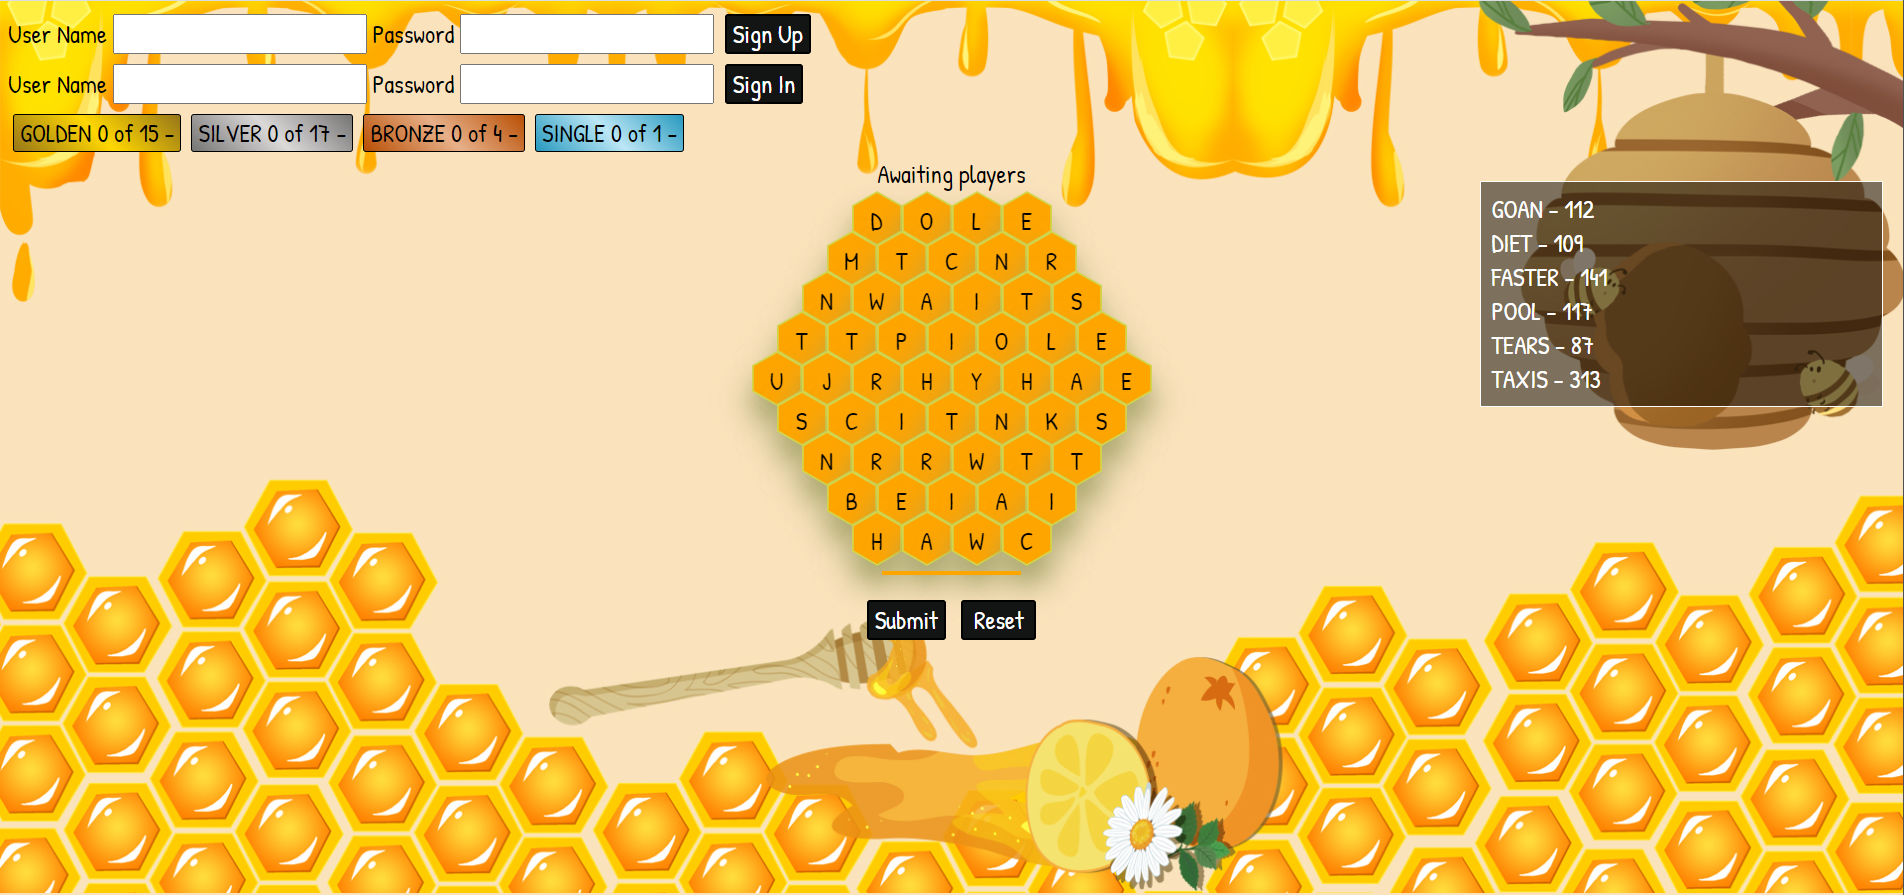 User Name Password Sign Up
User Name Password Sign In
GOLDEN 0 of 15 - SILVER 0 of 17 - BRONZE 0 of 4 - SINGLE 0 of 1 -
Awaiting players
D O L E
M T C N R
N W A I T S
T T P I O L E
U J R H Y H A E
S C I T N K S
N R R W T T
B E I A I
H A W C
Submit Reset
GOAN - 112
DIET - 109
FASTER - 141
POOL - 117
TEARS - 87
TAXIS - 313